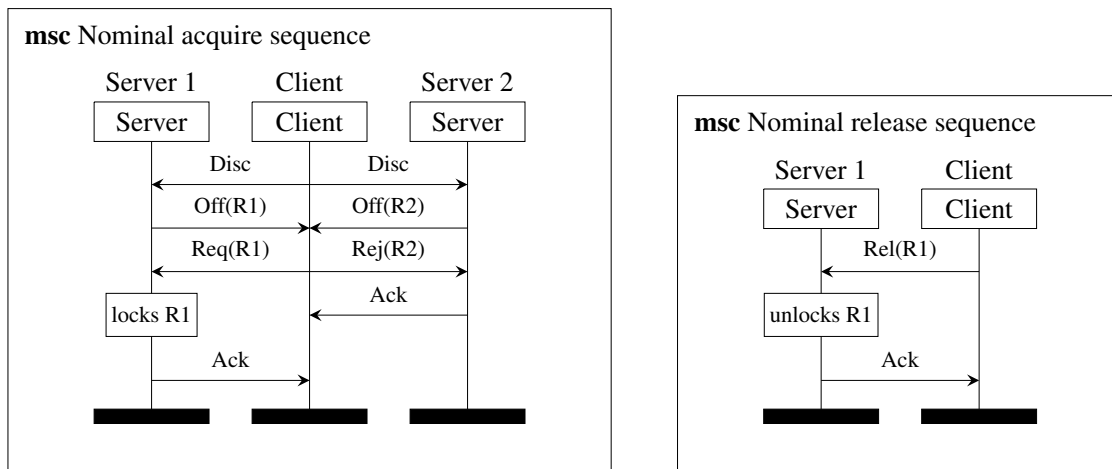 msc Nominal acquire sequence
Server 1 Client Server 2
Server Client Server
Disc Disc
Off(R1) Off(R2)
Req(R1) Rej(R2)
Ack
locks R1
Ack
msc Nominal release sequence
Server 1 Client
Server Client
Rel(R1)
unlocks R1
Ack